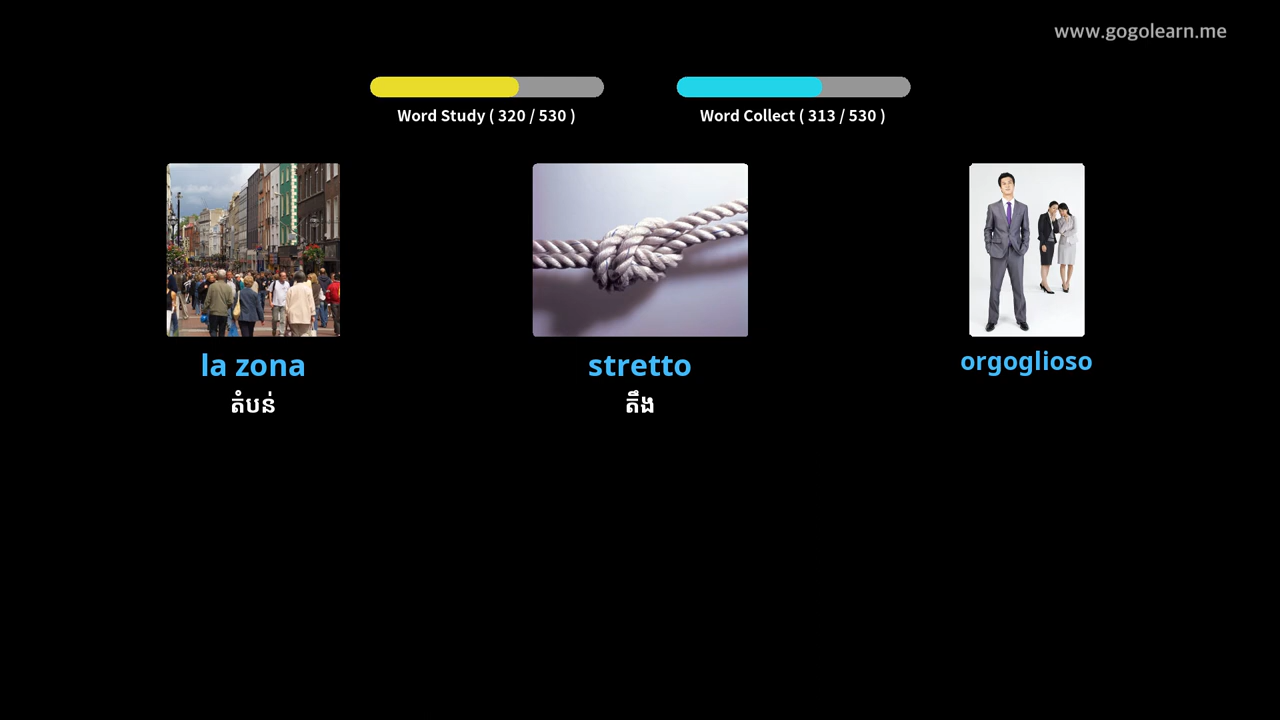 www.gogolearn.me
Word Study ( 320 / 530 )
Word Collect ( 313 / 530 )
la zona
stretto
orgoglioso
តំបន់
តឹង